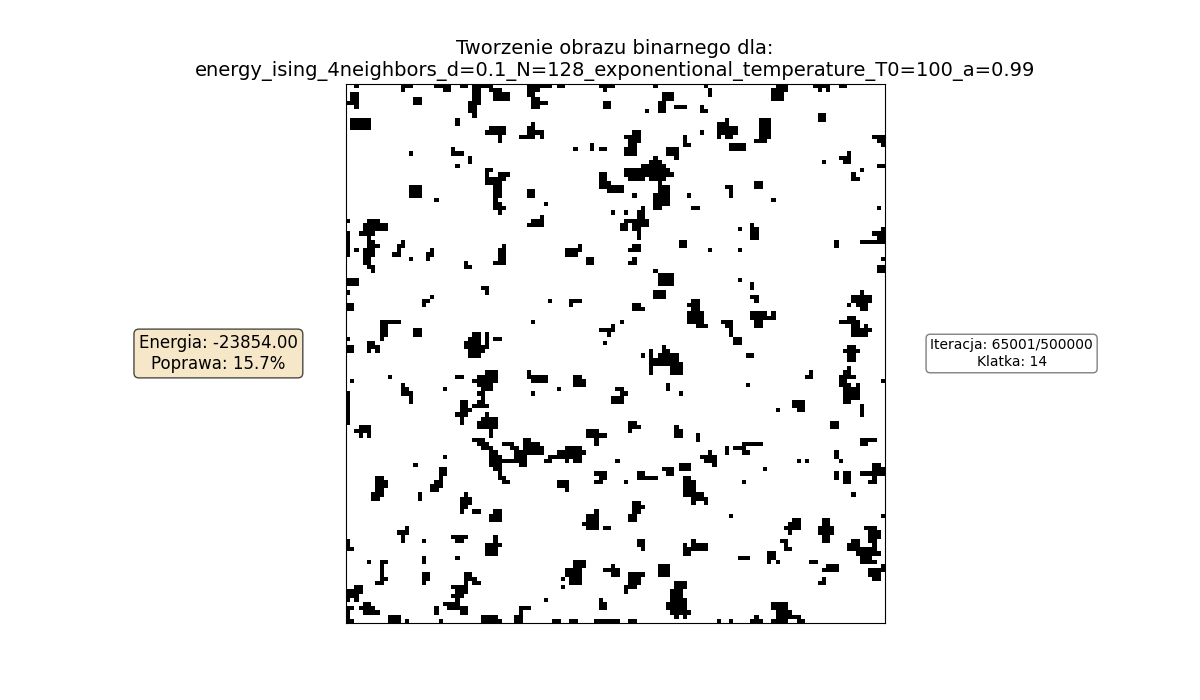 Tworzenie obrazu binarnego dla:
energy_ising_4neighbors_d=0.1_N=128_exponentional_temperature_T0=100_a=0.99
Energia: -23854.00
Poprawa: 15.7%
Iteracja: 65001/500000
Klatka: 14